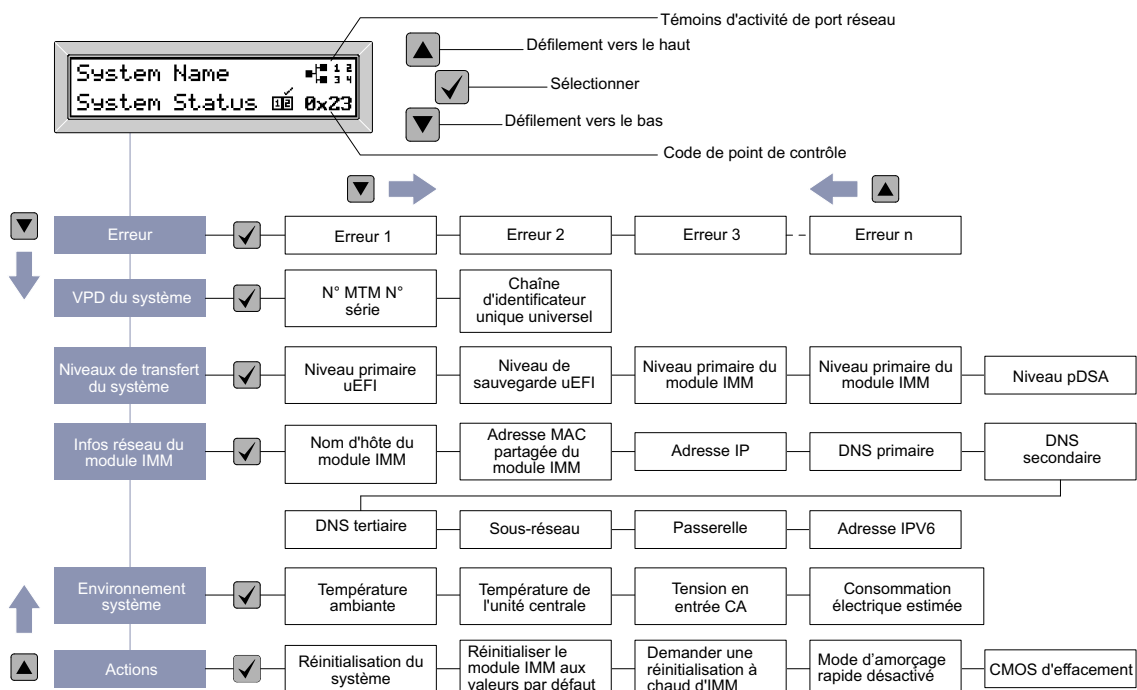 Témoins d'activité de port réseau
Défilement vers le haut
System Name 1 2
3 4
Sélectionner
System Status 12 0x23
Défilement vers le bas
Code de point de contrôle
Erreur
Erreur 1
Erreur 2
Erreur 3
Erreur n
VPD du système
N° MTM N°
série
Chaîne
d'identificateur
unique universel
Niveaux de transfert
du système
Niveau primaire
uEFI
Niveau de
sauvegarde uEFI
Niveau primaire du
module IMM
Niveau primaire du
module IMM
Niveau pDSA
Infos réseau du
module IMM
Nom d'hôte du
module IMM
Adresse MAC
partagée du
module IMM
Adresse IP
DNS primaire
DNS
secondaire
DNS tertiaire
Sous-réseau
Passerelle
Adresse IPV6
Environnement
système
Température
ambiante
Température de
l'unité centrale
Tension en
entrée CA
Consommation
électrique estimée
Actions
Réinitialisation du
système
Réinitialiser le
module IMM aux
valeurs par défaut
Demander une
réinitialisation à
chaud d'IMM
Mode d'amorçage
rapide désactivé
CMOS d'effacement